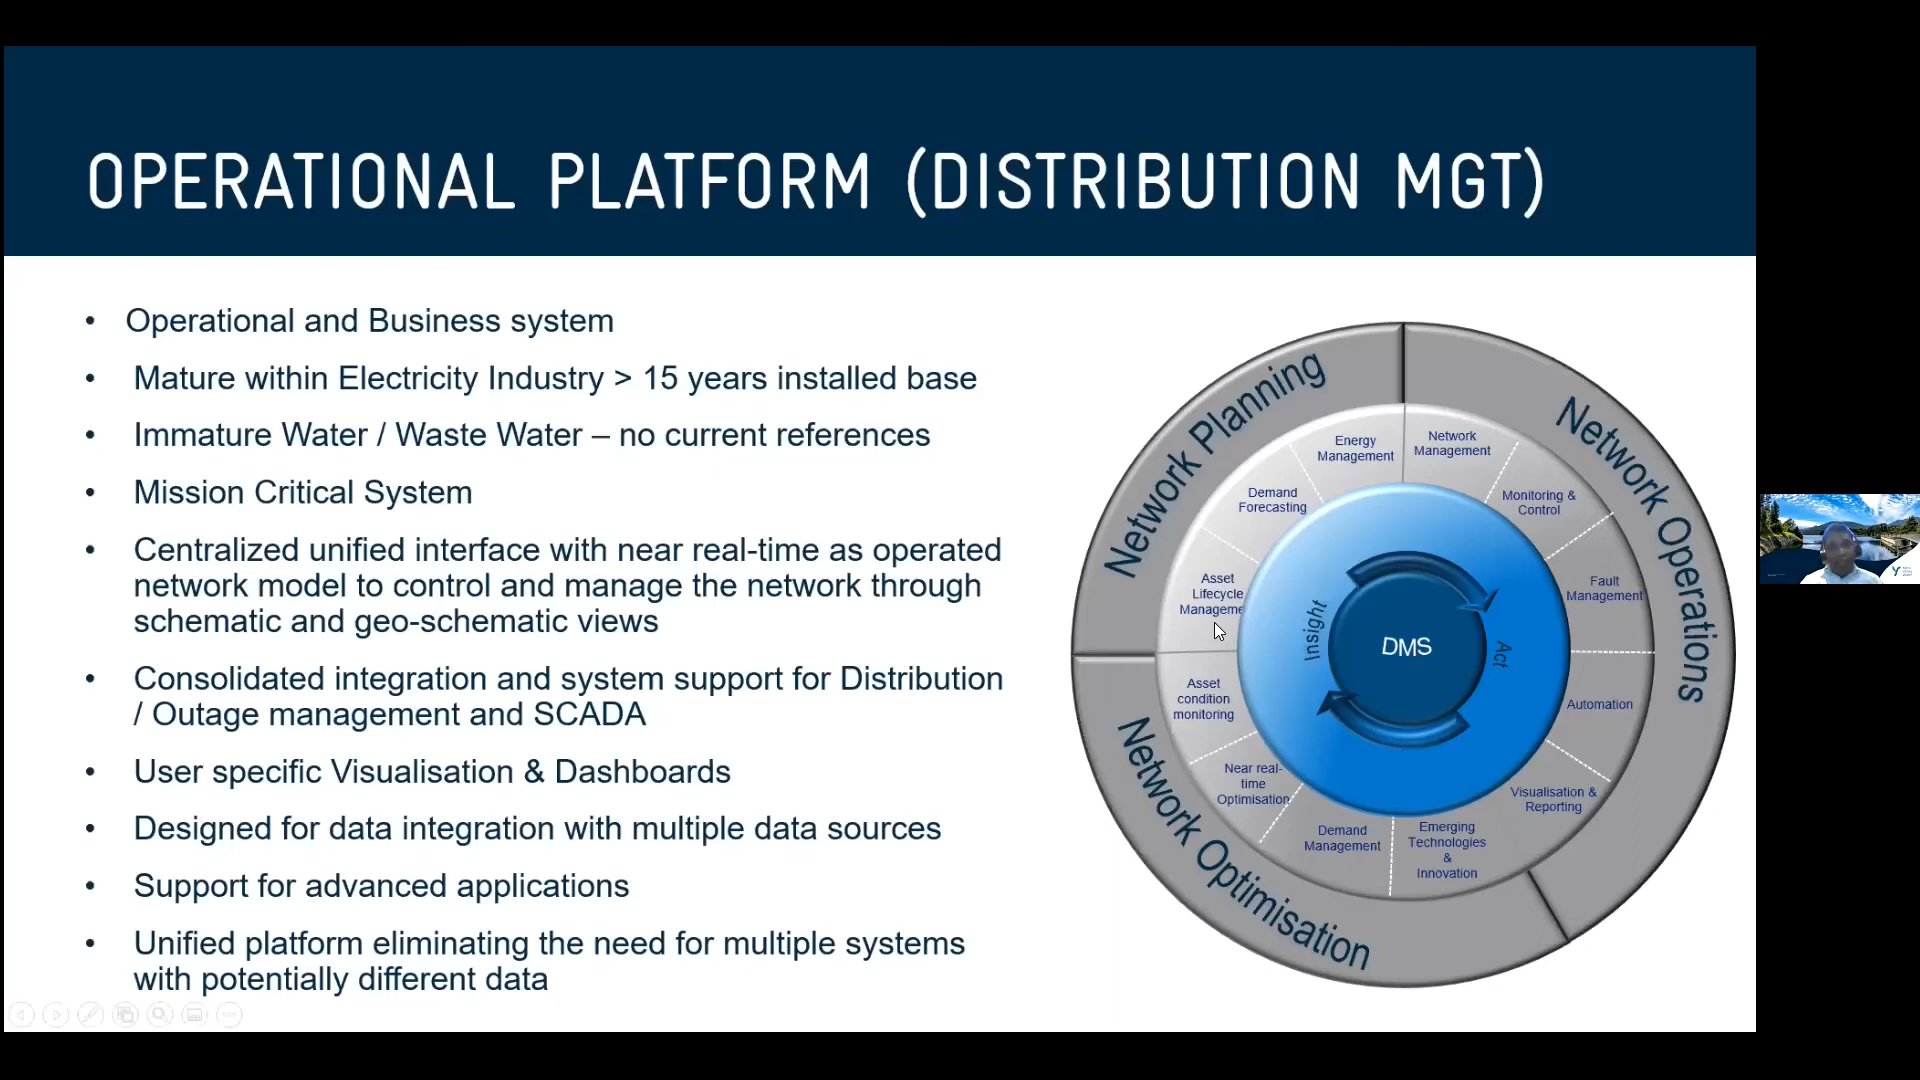 OPERATIONAL PLATFORM (DISTRIBUTION MGT)
• Operational and Business system
• Mature within Electricity Industry > 15 years installed base
• Immature Water / Waste Water – no current references
• Mission Critical System
• Centralized unified interface with near real-time as operated
network model to control and manage the network through
schematic and geo-schematic views
• Consolidated integration and system support for Distribution
/ Outage management and SCADA
• User specific Visualisation & Dashboards
• Designed for data integration with multiple data sources
• Support for advanced applications
• Unified platform eliminating the need for multiple systems
with potentially different data
Network Planning
Network Operations
Network Optimisation
Energy
Management
Network
Management
Demand
Forecasting
Monitoring &
Control
Asset
Lifecycle
Manageme
Fault
Management
Asset
condition
monitoring
Automation
Near real-
time
Optimisation
Visualisation &
Reporting
Demand
Management
Emerging
Technologies
&
Innovation
Insight
DMS
Act